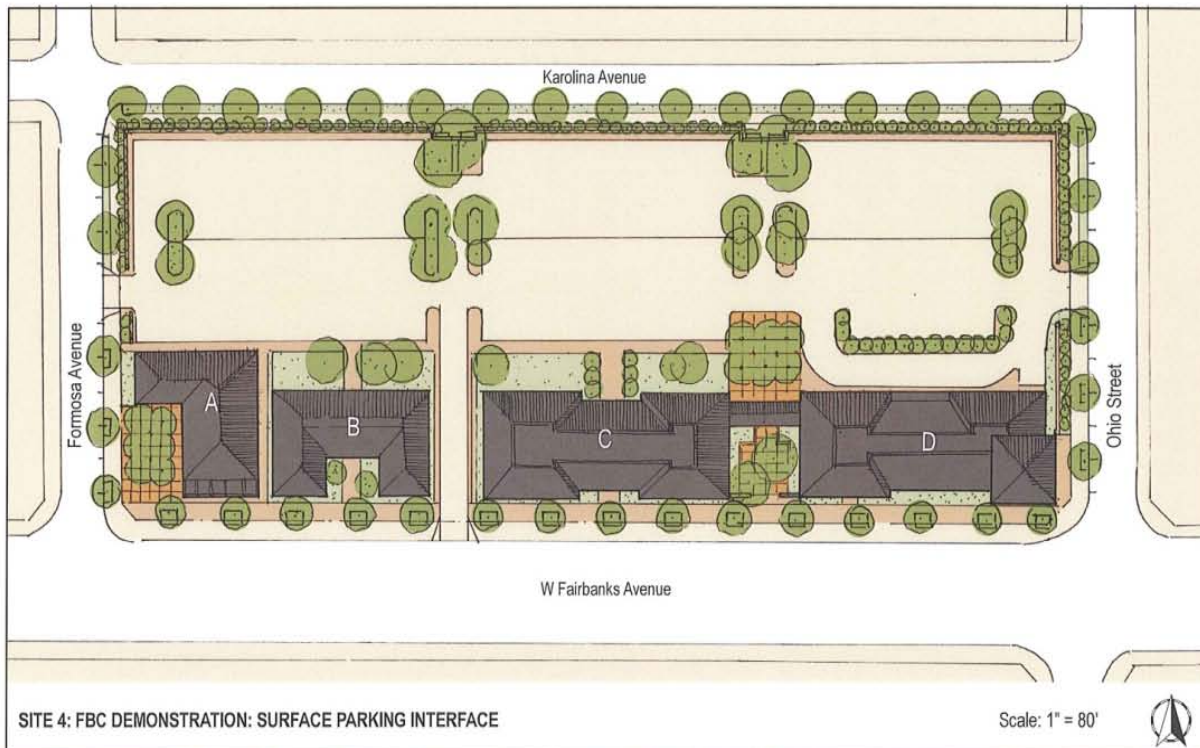 Karolina Avenue
Formosa Avenue
A
B
C
D
Ohio Street
W Fairbanks Avenue
SITE 4: FBC DEMONSTRATION: SURFACE PARKING INTERFACE
Scale: 1" = 80'